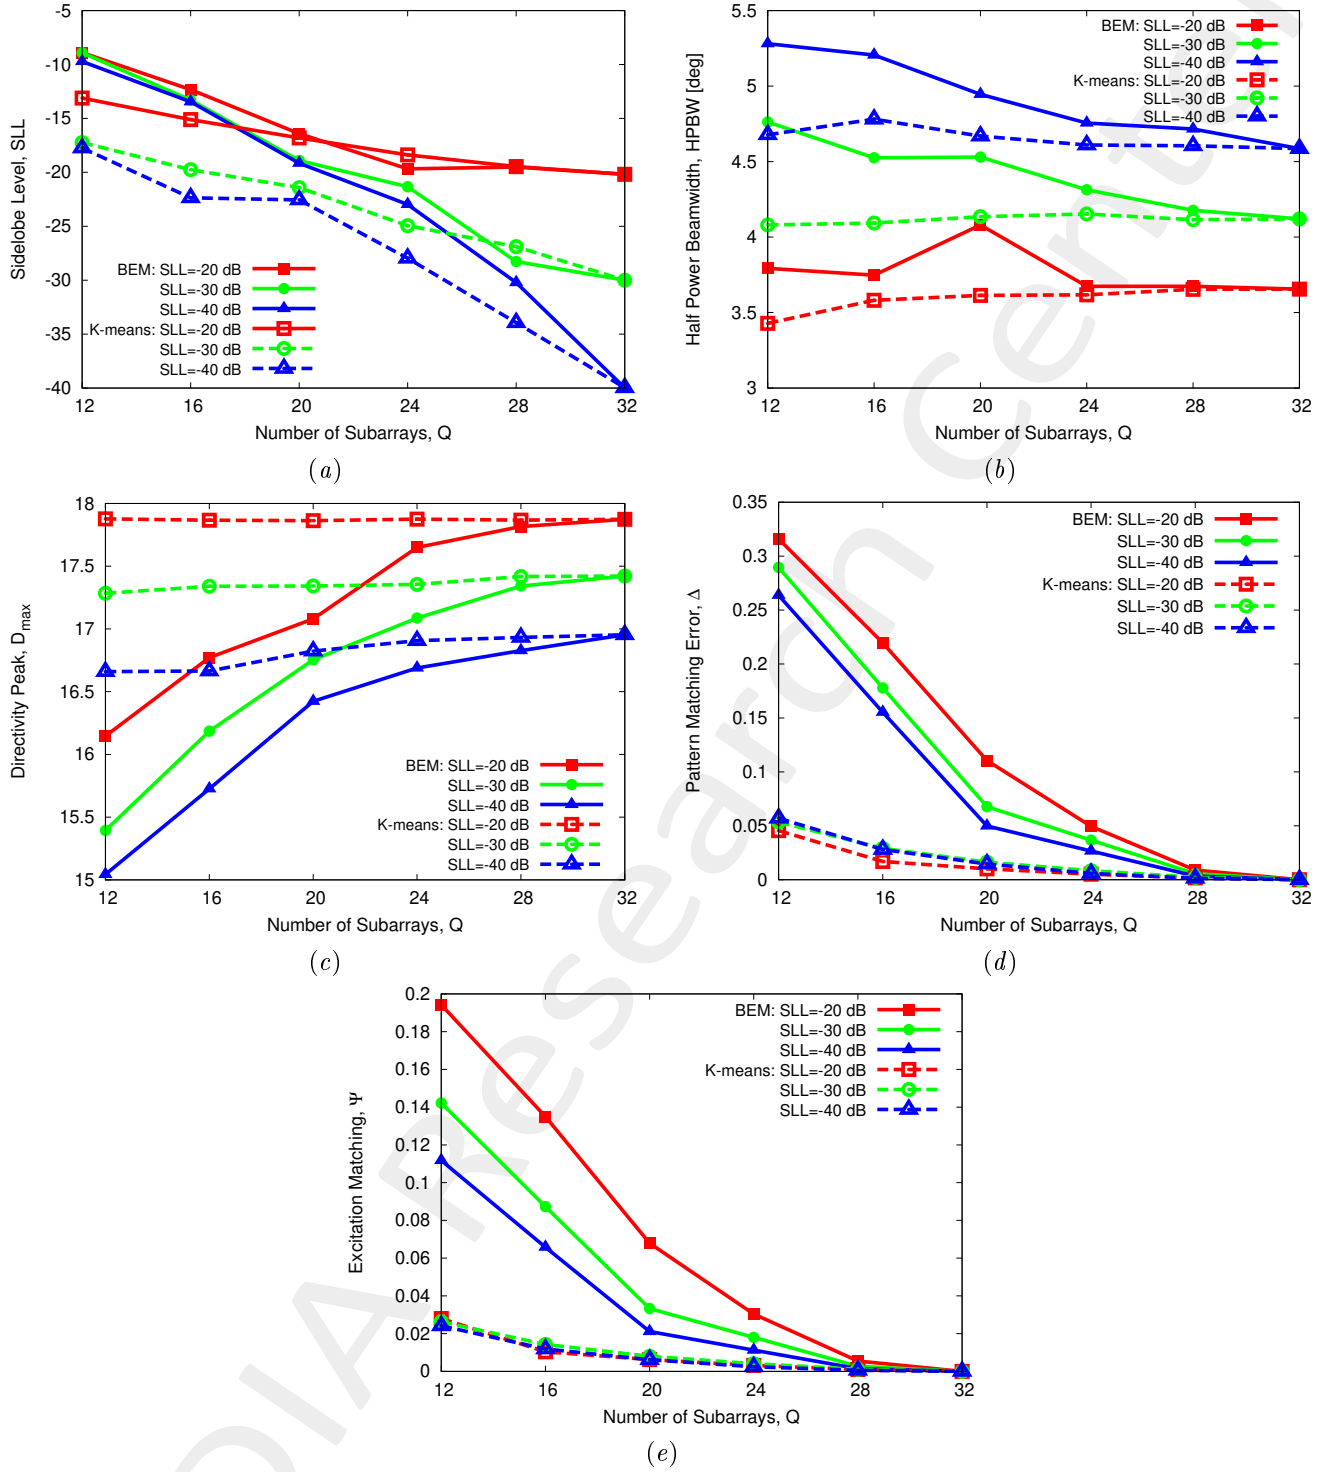 -5
-10
-15
-20
-25
-30
-35
-40
12 16 20 24 28 32
Sidelobe Level, SLL
Number of Subarrays, Q
BEM: SLL=-20 dB
SLL=-30 dB
SLL=-40 dB
K-means: SLL=-20 dB
SLL=-30 dB
SLL=-40 dB
(a)
5.5
5
4.5
4
3.5
3
12 16 20 24 28 32
Half Power Beamwidth, HPBW [deg]
Number of Subarrays, Q
BEM: SLL=-20 dB
SLL=-30 dB
SLL=-40 dB
K-means: SLL=-20 dB
SLL=-30 dB
SLL=-40 dB
(b)
18
17.5
17
16.5
16
15.5
15
12 16 20 24 28 32
Directivity Peak, Dmax
Number of Subarrays, Q
BEM: SLL=-20 dB
SLL=-30 dB
SLL=-40 dB
K-means: SLL=-20 dB
SLL=-30 dB
SLL=-40 dB
(c)
0.35
0.3
0.25
0.2
0.15
0.1
0.05
0
12 16 20 24 28 32
Pattern Matching Error, Δ
Number of Subarrays, Q
BEM: SLL=-20 dB
SLL=-30 dB
SLL=-40 dB
K-means: SLL=-20 dB
SLL=-30 dB
SLL=-40 dB
(d)
0.2
0.18
0.16
0.14
0.12
0.1
0.08
0.06
0.04
0.02
0
12 16 20 24 28 32
Excitation Matching, Ψ
Number of Subarrays, Q
BEM: SLL=-20 dB
SLL=-30 dB
SLL=-40 dB
K-means: SLL=-20 dB
SLL=-30 dB
SLL=-40 dB
(e)
DIA Research Center